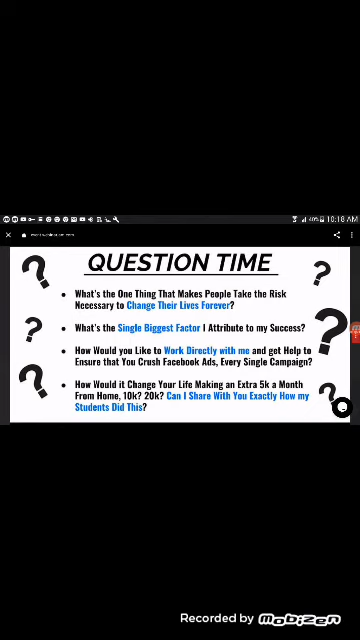 10:18 AM
QUESTION TIME
What's the One Thing That Makes People Take the Risk
Necessary to Change Their Lives Forever?
What's the Single Biggest Factor I Attribute to my Success?
How Would you Like to Work Directly with me and get Help to
Ensure that You Crush Facebook Ads, Every Single Campaign?
How Would it Change Your Life Making an Extra 5k a Month
From Home, 10k? 20k? Can I Share With You Exactly How my
Students Did This?
Recorded by mobizen